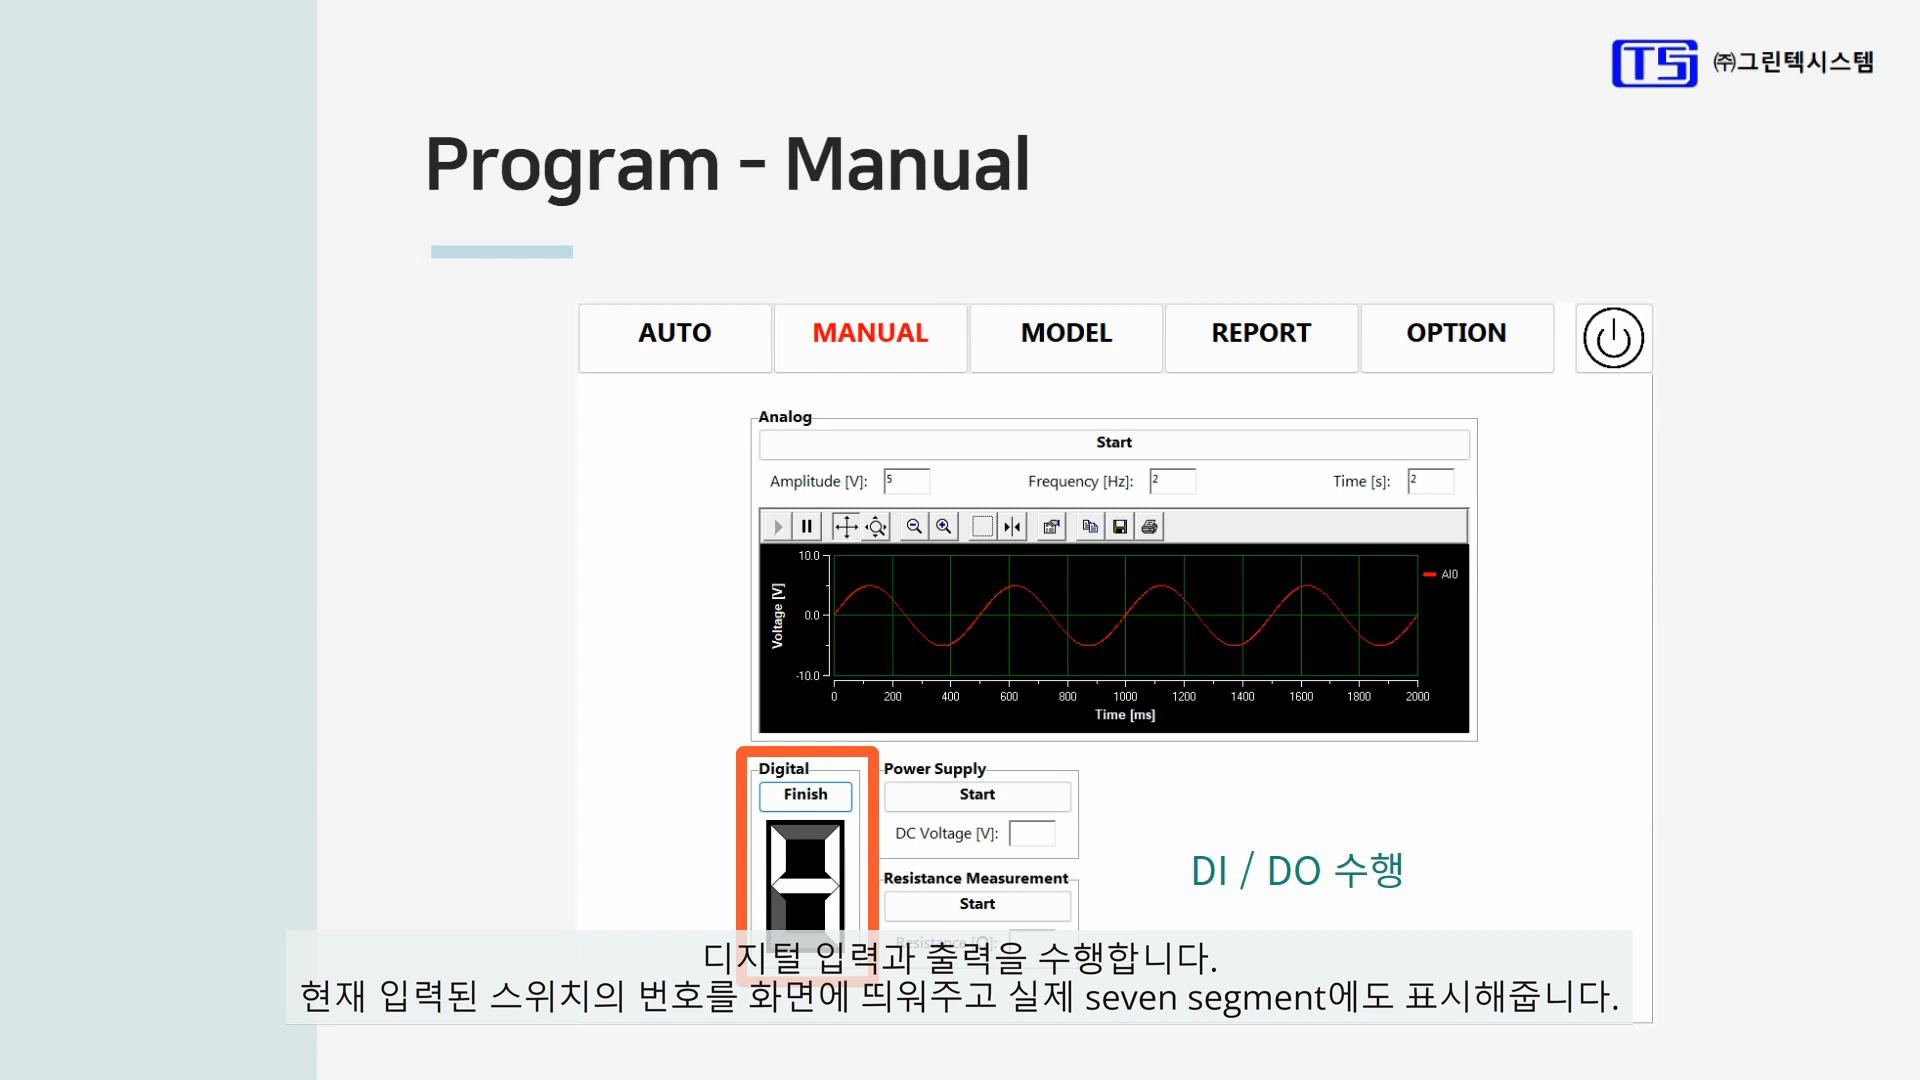 TS ㈜그린텍시스템
Program - Manual
AUTO MANUAL MODEL REPORT OPTION
Analog
Start
Amplitude [V]: 5 Frequency [Hz]: 2 Time [s]: 2
10.0
0.0
-10.0
Voltage [V]
AI0
0 200 400 600 800 1000 1200 1400 1600 1800 2000
Time [ms]
Digital
Finish
Power Supply
Start
DC Voltage [V]:
Resistance Measurement
Start
Resistance [Ω]:
DI / DO 수행
디지털 입력과 출력을 수행합니다.
현재 입력된 스위치의 번호를 화면에 띄워주고 실제 seven segment에도 표시해줍니다.